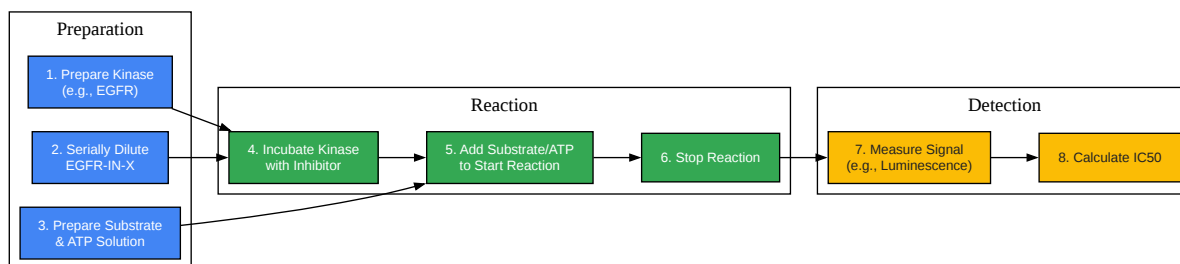 Preparation
1. Prepare Kinase
(e.g., EGFR)
2. Serially Dilute
EGFR-IN-X
3. Prepare Substrate
& ATP Solution
Reaction
4. Incubate Kinase
with Inhibitor
5. Add Substrate/ATP
to Start Reaction
6. Stop Reaction
Detection
7. Measure Signal
(e.g., Luminescence)
8. Calculate IC50